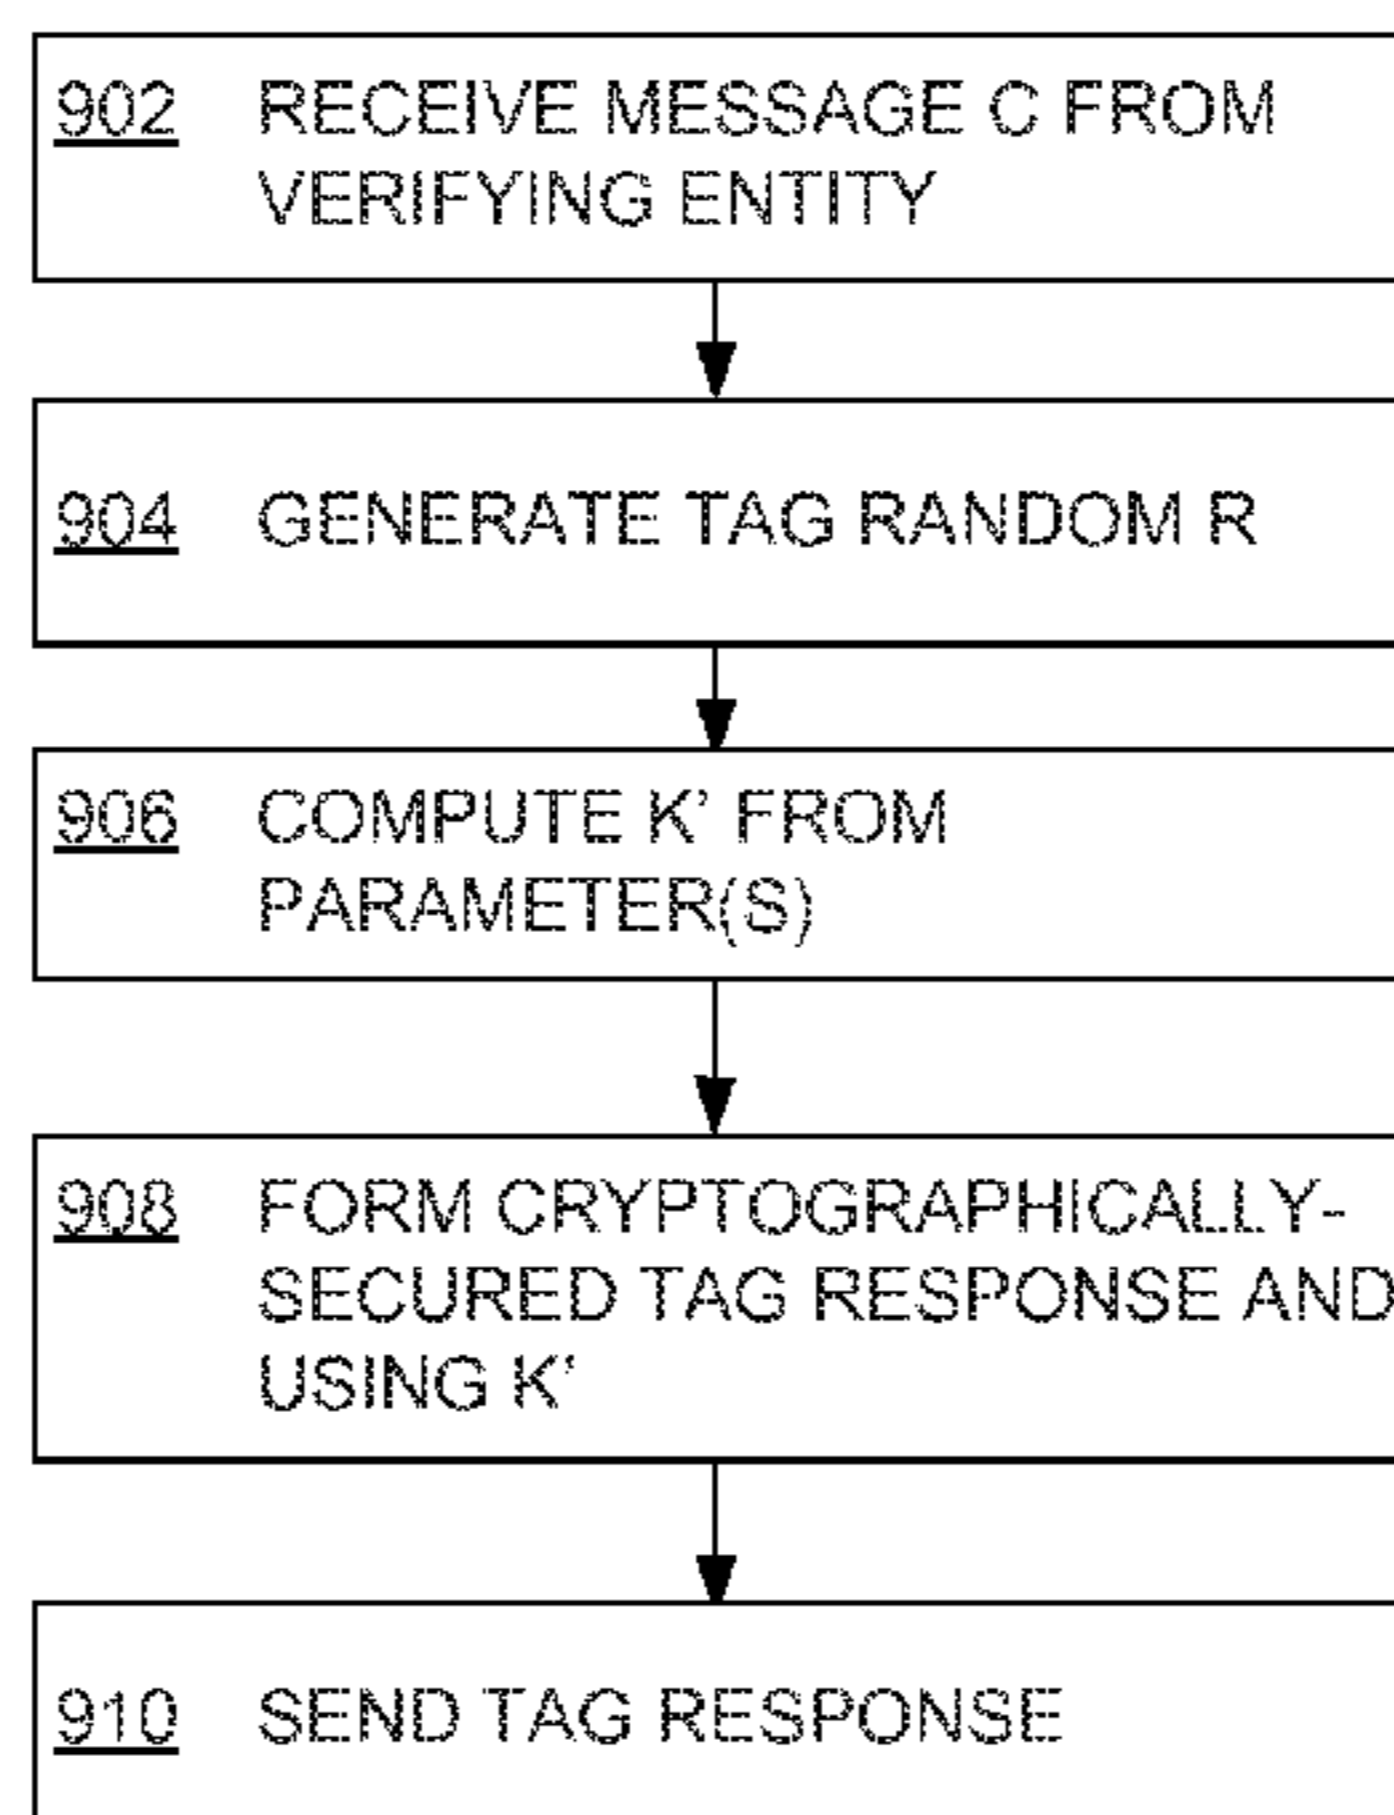 902 RECEIVE MESSAGE C FROM
VERIFYING ENTITY
904 GENERATE TAG RANDOM R
906 COMPUTE K’ FROM
PARAMETER(S)
908 FORM CRYPTOGRAPHICALLY-
SECURED TAG RESPONSE AND
USING K’
910 SEND TAG RESPONSE